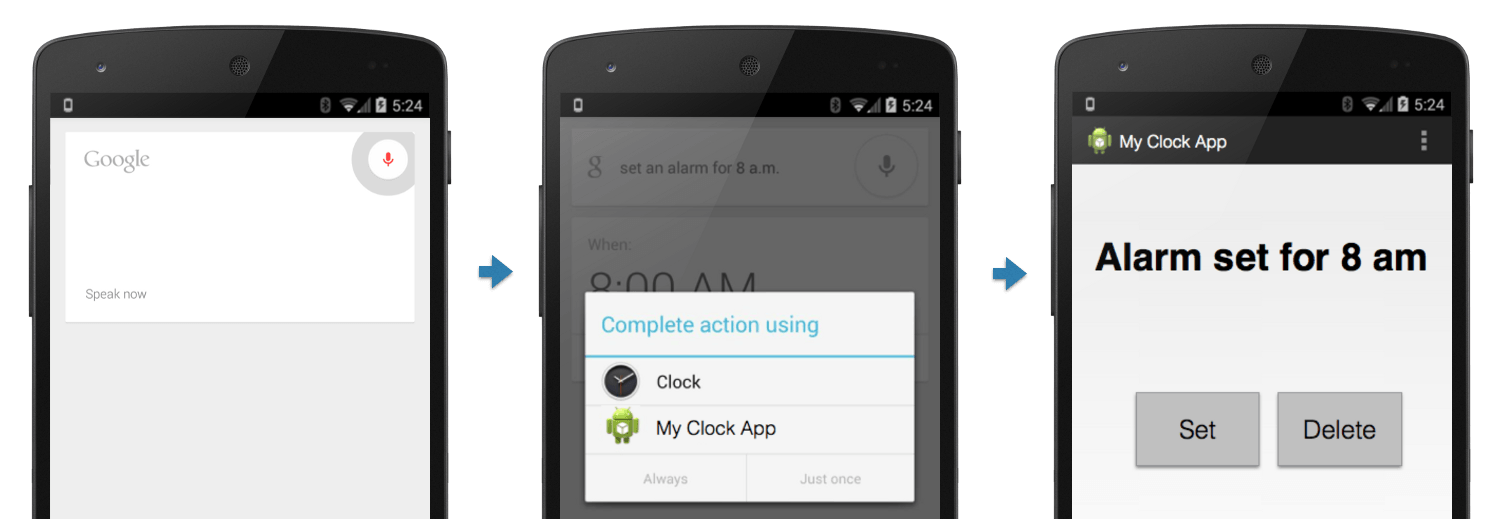 5:24
Google
Speak now
5:24
g set an alarm for 8 a.m.
When:
8:00 AM
Complete action using
Clock
My Clock App
Always Just once
5:24
My Clock App
Alarm set for 8 am
Set Delete